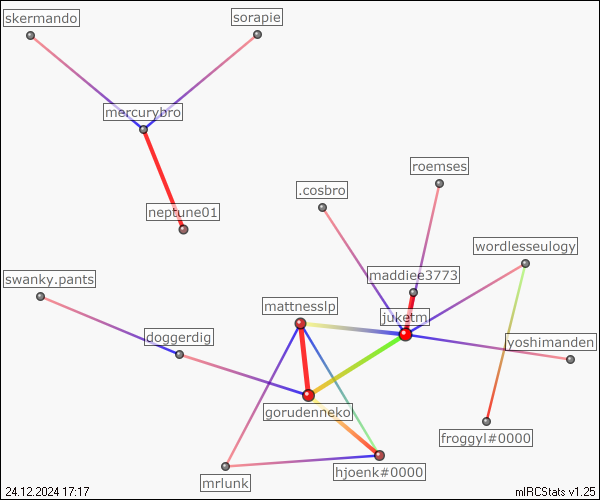 skermando
sorapie
mercurybro
roemses
.cosbro
neptune01
wordlesseulogy
maddiee3773
swanky.pants
mattnesslp
juketm
doggerdig
yoshimanden
gorudenneko
froggyl#0000
hjoenk#0000
mrlunk
24.12.2024 17:17
mIRCStats v1.25